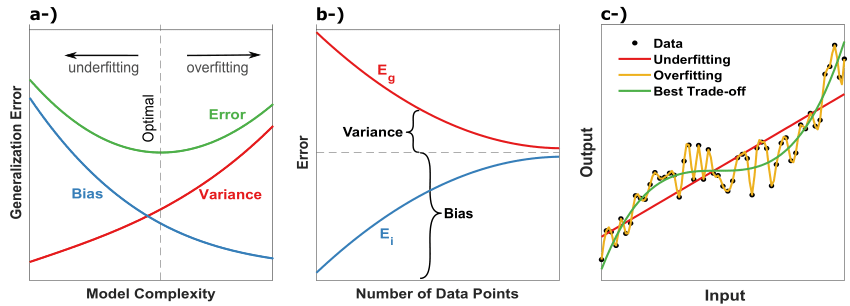 a-)
underfitting
overfitting
Optimal
Error
Bias
Variance
Generalization Error
Model Complexity
b-)
Eg
Variance
Bias
Ei
Error
Number of Data Points
c-)
Data
Underfitting
Overfitting
Best Trade-off
Output
Input